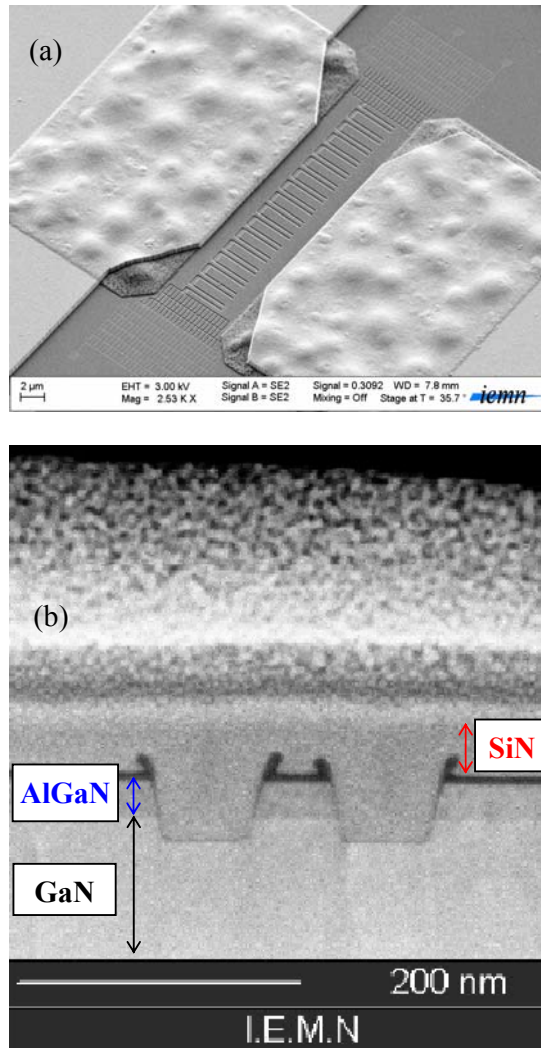 (a)
2 µm
EHT = 3.00 kV
Signal A = SE2
Signal = 0.3092
WD = 7.8 mm
iemn
Mag = 2.53 K X
Signal B = SE2
Mixing = Off
Stage at T = 35.7 °
(b)
SiN
AlGaN
GaN
200 nm
I.E.M.N